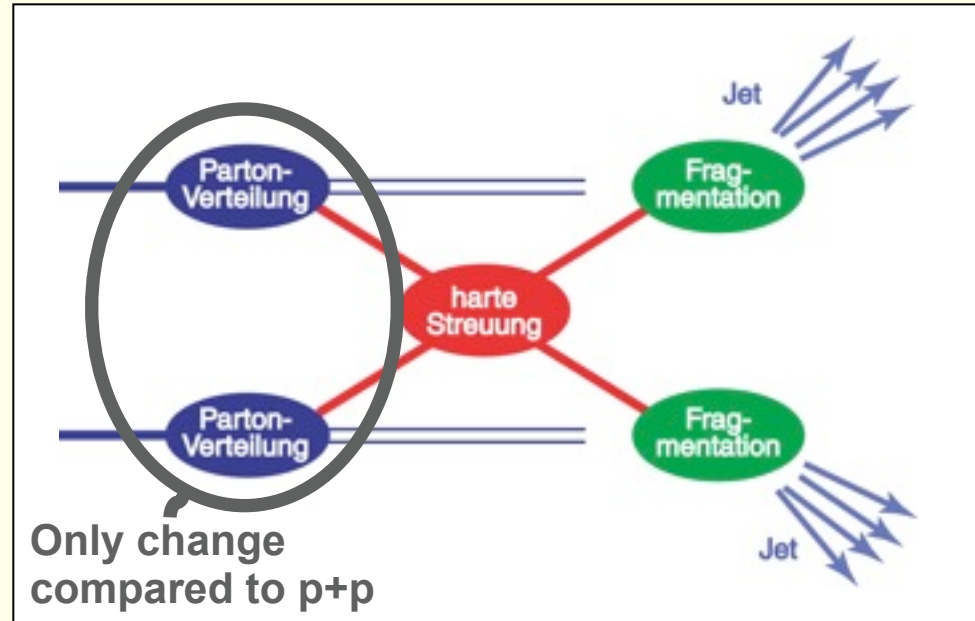 Jet
Parton-
Verteilung
Frag-
mentation
harte
Streuung
Parton-
Verteilung
Frag-
mentation
Only change
compared to p+p
Jet